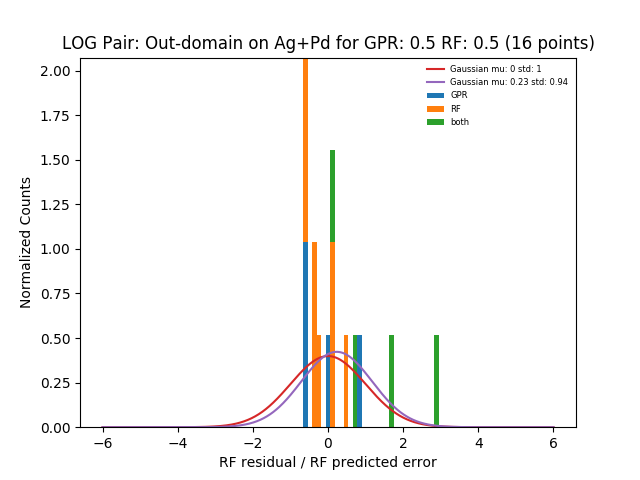 LOG Pair: Out-domain on Ag+Pd for GPR: 0.5 RF: 0.5 (16 points)
Gaussian mu: 0 std: 1
Gaussian mu: 0.23 std: 0.94
GPR
RF
both
Normalized Counts
2.00
1.75
1.50
1.25
1.00
0.75
0.50
0.25
0.00
−6
−4
−2
0
2
4
6
RF residual / RF predicted error